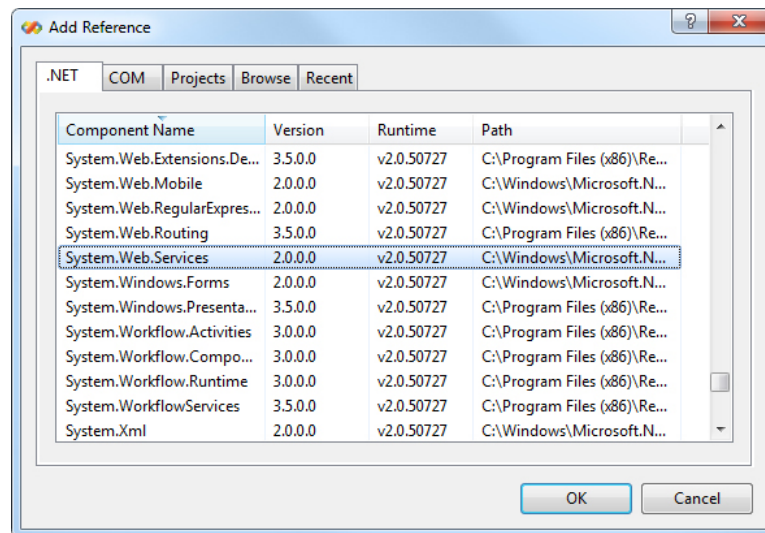 Add Reference
.NET COM Projects Browse Recent
Component Name Version Runtime Path
System.Web.Extensions.De... 3.5.0.0 v2.0.50727 C:\Program Files (x86)\Re...
System.Web.Mobile 2.0.0.0 v2.0.50727 C:\Windows\Microsoft.N...
System.Web.RegularExpres... 2.0.0.0 v2.0.50727 C:\Windows\Microsoft.N...
System.Web.Routing 3.5.0.0 v2.0.50727 C:\Program Files (x86)\Re...
System.Web.Services 2.0.0.0 v2.0.50727 C:\Windows\Microsoft.N...
System.Windows.Forms 2.0.0.0 v2.0.50727 C:\Windows\Microsoft.N...
System.Windows.Presenta... 3.5.0.0 v2.0.50727 C:\Program Files (x86)\Re...
System.Workflow.Activities 3.0.0.0 v2.0.50727 C:\Program Files (x86)\Re...
System.Workflow.Compo... 3.0.0.0 v2.0.50727 C:\Program Files (x86)\Re...
System.Workflow.Runtime 3.0.0.0 v2.0.50727 C:\Program Files (x86)\Re...
System.WorkflowServices 3.5.0.0 v2.0.50727 C:\Program Files (x86)\Re...
System.Xml 2.0.0.0 v2.0.50727 C:\Windows\Microsoft.N...
OK Cancel